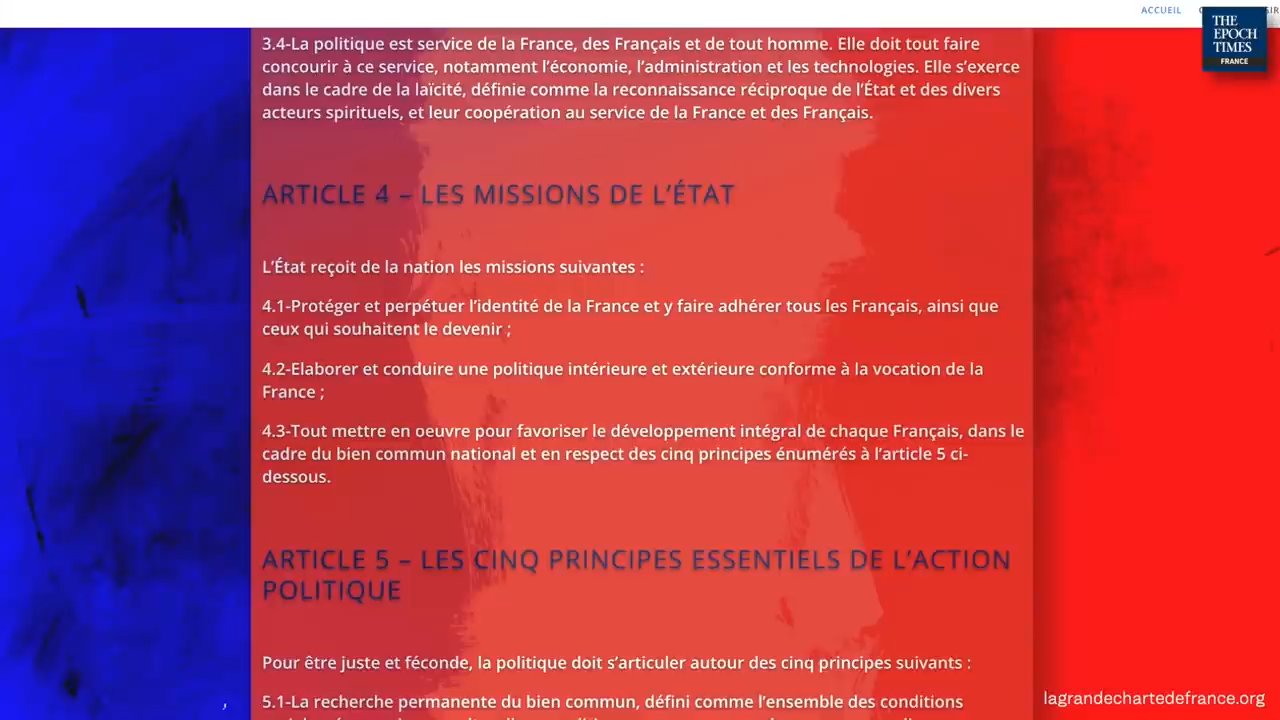 ACCUEIL
THE
EPOCH
TIMES
FRANCE
3.4-La politique est service de la France, des Français et de tout homme. Elle doit tout faire
concourir à ce service, notamment l’économie, l’administration et les technologies. Elle s’exerce
dans le cadre de la laïcité, définie comme la reconnaissance réciproque de l’État et des divers
acteurs spirituels, et leur coopération au service de la France et des Français.
ARTICLE 4 – LES MISSIONS DE L’ÉTAT
L’État reçoit de la nation les missions suivantes :
4.1-Protéger et perpétuer l’identité de la France et y faire adhérer tous les Français, ainsi que
ceux qui souhaitent le devenir ;
4.2-Elaborer et conduire une politique intérieure et extérieure conforme à la vocation de la
France ;
4.3-Tout mettre en oeuvre pour favoriser le développement intégral de chaque Français, dans le
cadre du bien commun national et en respect des cinq principes énumérés à l’article 5 ci-
dessous.
ARTICLE 5 – LES CINQ PRINCIPES ESSENTIELS DE L’ACTION
POLITIQUE
Pour être juste et féconde, la politique doit s’articuler autour des cinq principes suivants :
5.1-La recherche permanente du bien commun, défini comme l’ensemble des conditions
lagrandechartedefrance.org